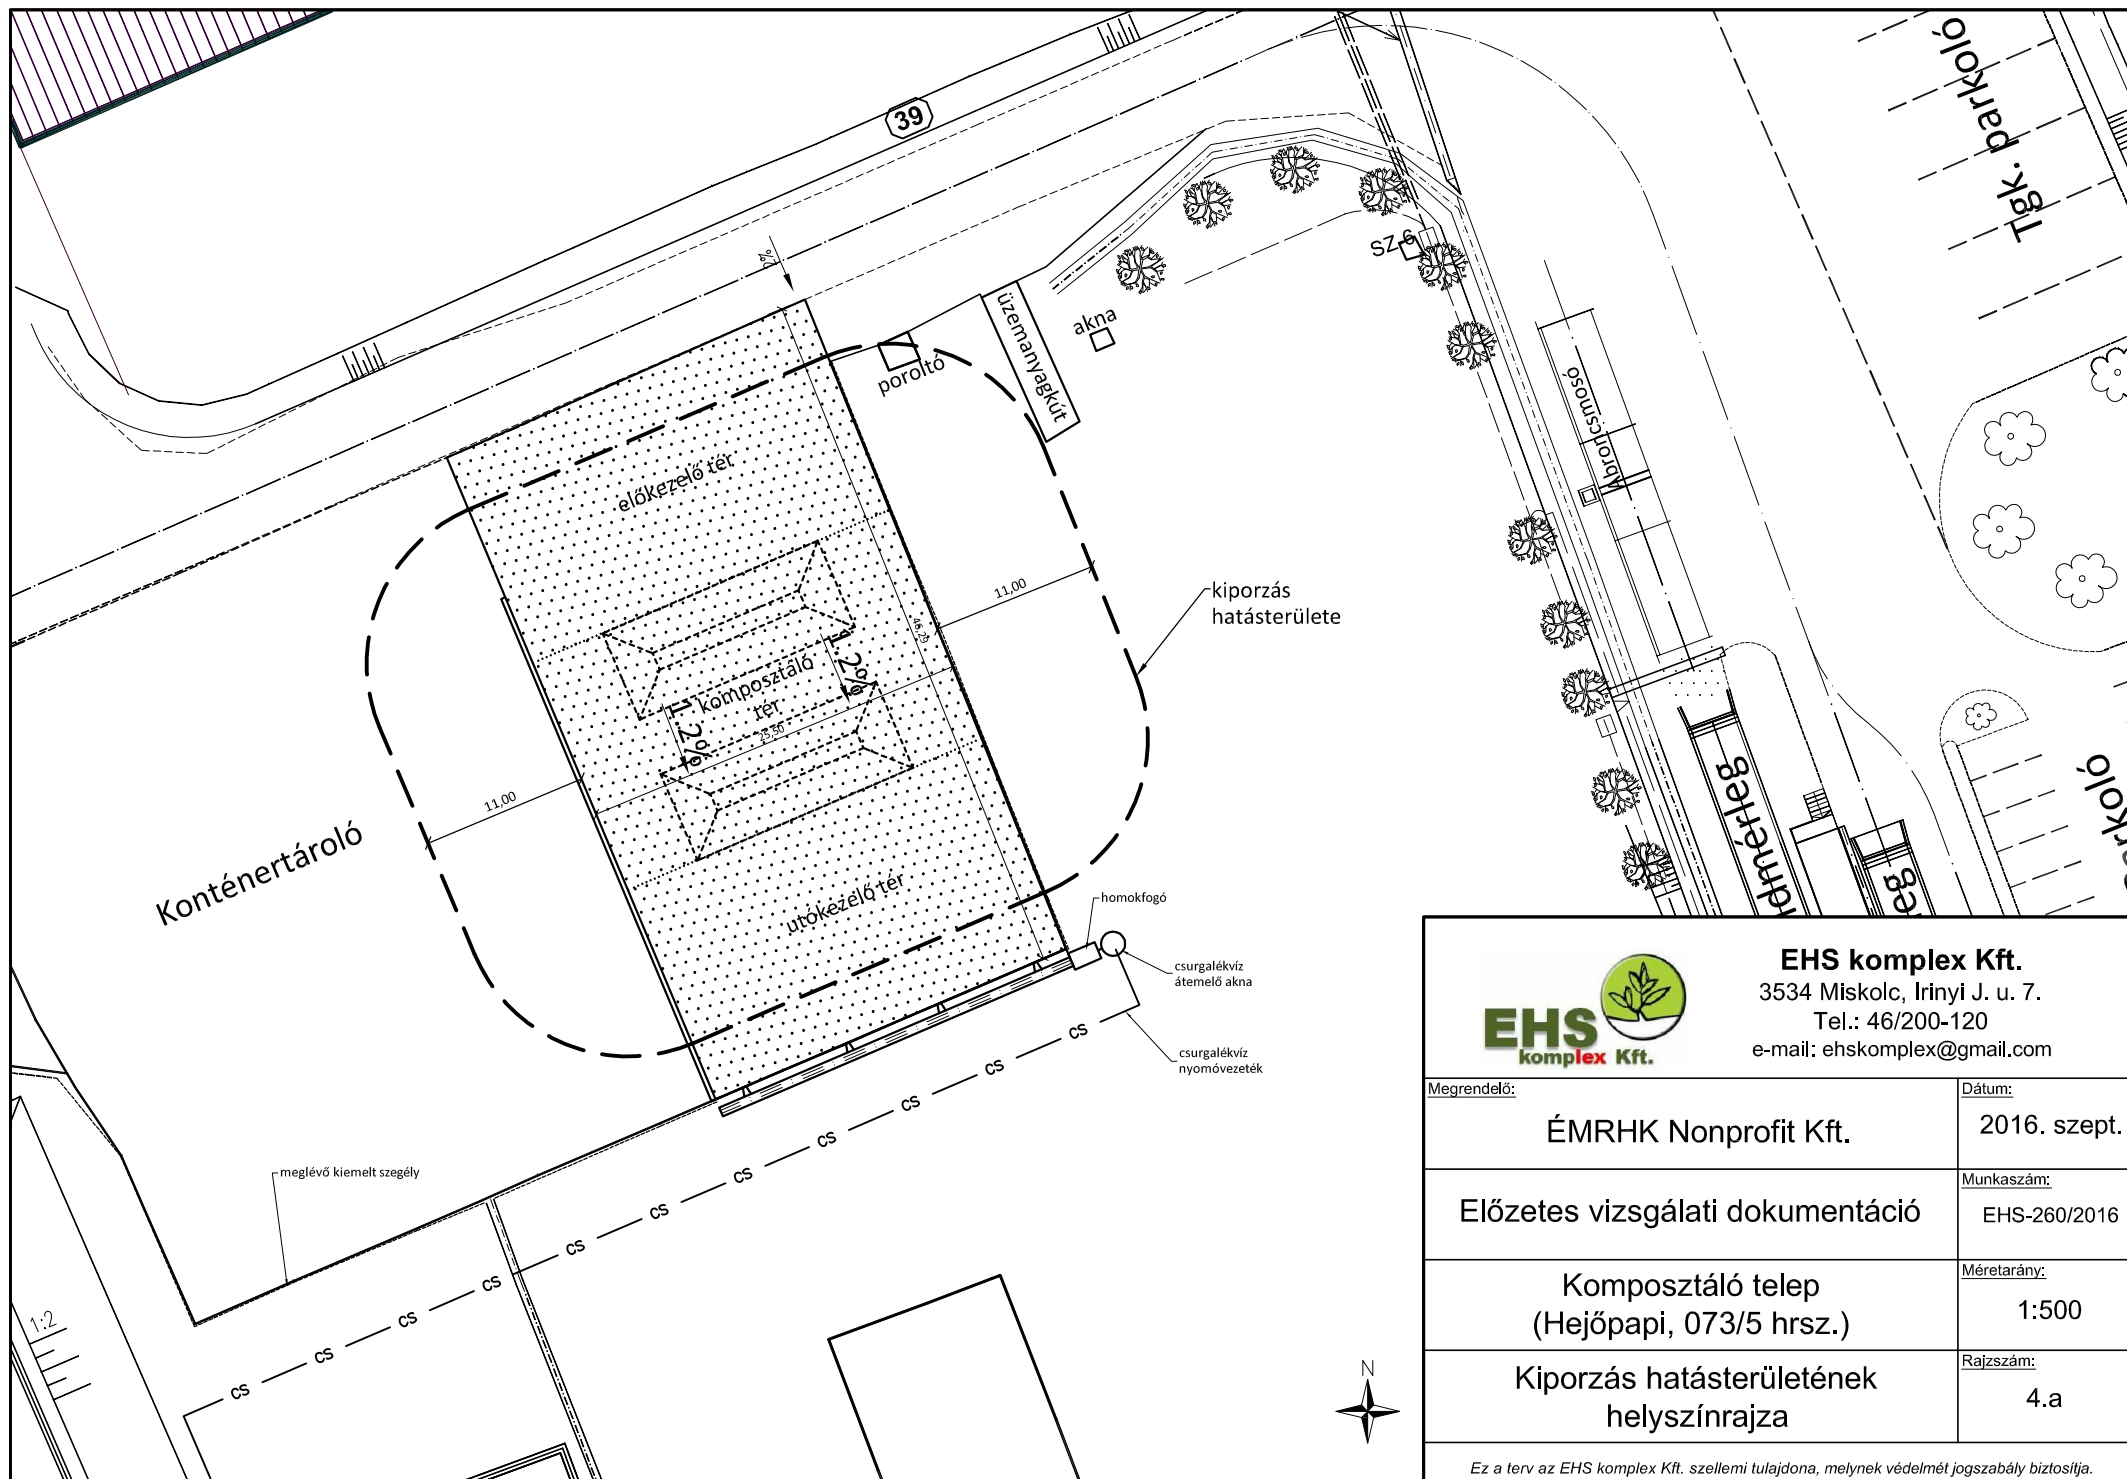 39
Tgk. parkoló
2%
SZ-6
üzemanyagkút
akna
poroltó
Abroncsmosó
előkezelő tér
11,00
46,29
kiporzás
hatásterülete
1,2%
komposztáló
tér
1,2%
25,50
11,00
Konténertároló
utókezelő tér
homokfogó
csurgalékvíz
átemelő akna
csurgalékvíz
nyomóvezeték
cs cs cs cs cs cs cs cs cs cs cs
meglévő kiemelt szegély
1:2
N
EHS
komplex Kft.
EHS komplex Kft.
3534 Miskolc, Irinyi J. u. 7.
Tel.: 46/200-120
e-mail: ehskomplex@gmail.com
Megrendelő:
ÉMRHK Nonprofit Kft.
Dátum:
2016. szept.
Előzetes vizsgálati dokumentáció
Munkaszám:
EHS-260/2016
Komposztáló telep
(Hejőpapi, 073/5 hrsz.)
Méretarány:
1:500
Kiporzás hatásterületének
helyszínrajza
Rajzszám:
4.a
Ez a terv az EHS komplex Kft. szellemi tulajdona, melynek védelmét jogszabály biztosítja.